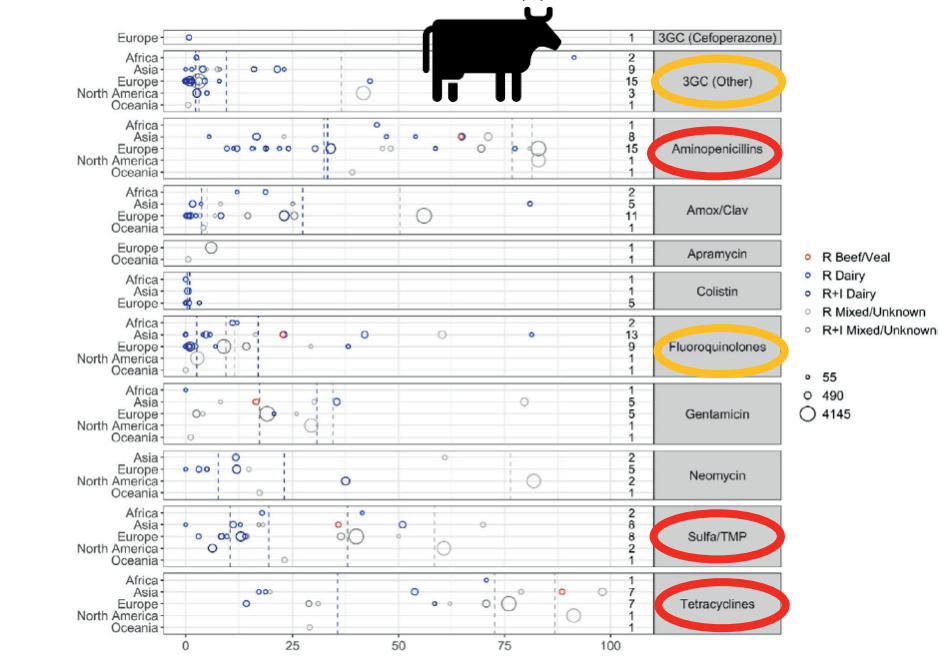 Europe 1 3GC (Cefoperazone)
Africa 2
Asia 9
Europe 15 3GC (Other)
North America 3
Oceania 1
Africa 1
Asia 8
Europe 15 Aminopenicillins
North America 1
Oceania 1
Africa 2
Asia 5 Amox/Clav
Europe 11
Oceania 1
Europe 1 Apramycin
Oceania 1
Africa 1
Asia 1 Colistin
Europe 5
Africa 2
Asia 13
Europe 9 Fluoroquinolones
North America 1
Oceania 1
Africa 1
Asia 5
Europe 5 Gentamicin
North America 1
Oceania 1
Asia 2
Europe 5 Neomycin
North America 2
Oceania 1
Africa 2
Asia 8
Europe 8 Sulfa/TMP
North America 2
Oceania 1
Africa 1
Asia 7
Europe 7 Tetracyclines
North America 1
Oceania 1
0 25 50 75 100
R Beef/Veal
R Dairy
R+I Dairy
R Mixed/Unknown
R+I Mixed/Unknown
55
490
4145